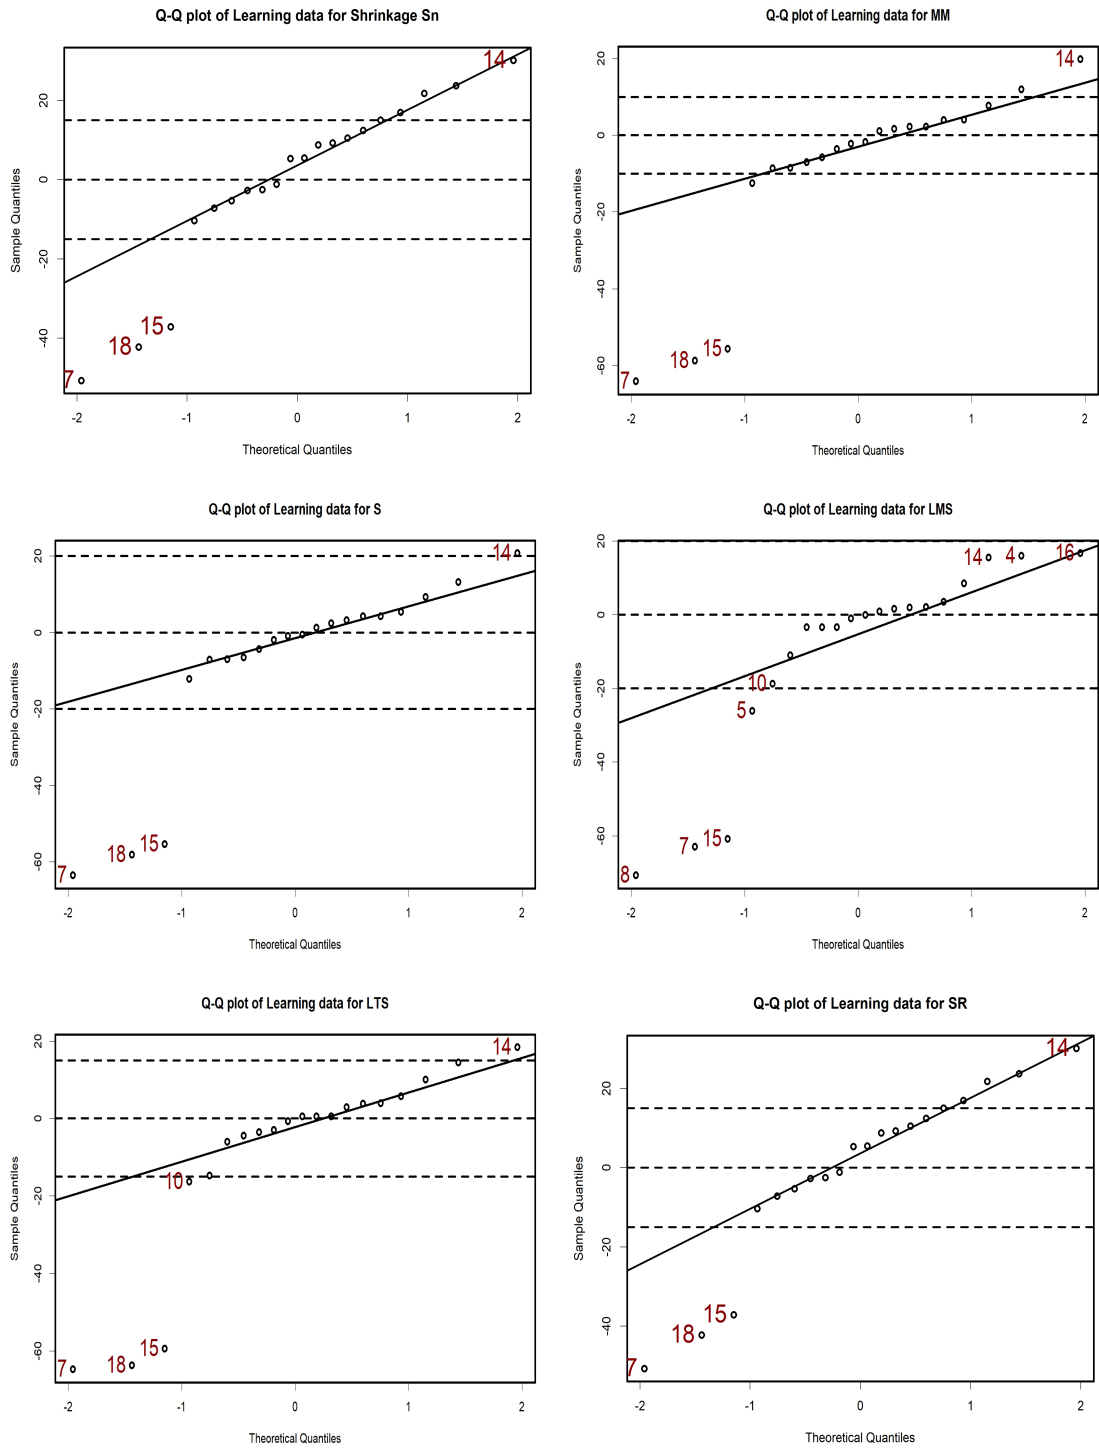 Q-Q plot of Learning data for Shrinkage Sn
Sample Quantiles
20
0
-20
-40
14
15
18
7
-2 -1 0 1 2
Theoretical Quantiles
Q-Q plot of Learning data for MM
Sample Quantiles
20
0
-20
-40
-60
14
15
18
7
-2 -1 0 1 2
Theoretical Quantiles
Q-Q plot of Learning data for S
Sample Quantiles
20
0
-20
-40
-60
14
15
18
7
-2 -1 0 1 2
Theoretical Quantiles
Q-Q plot of Learning data for LMS
Sample Quantiles
20
0
-20
-40
-60
14 4 16
10
5
15
7
8
-2 -1 0 1 2
Theoretical Quantiles
Q-Q plot of Learning data for LTS
Sample Quantiles
20
0
-20
-40
-60
14
10
15
18
7
-2 -1 0 1 2
Theoretical Quantiles
Q-Q plot of Learning data for SR
Sample Quantiles
20
0
-20
-40
14
15
18
7
-2 -1 0 1 2
Theoretical Quantiles